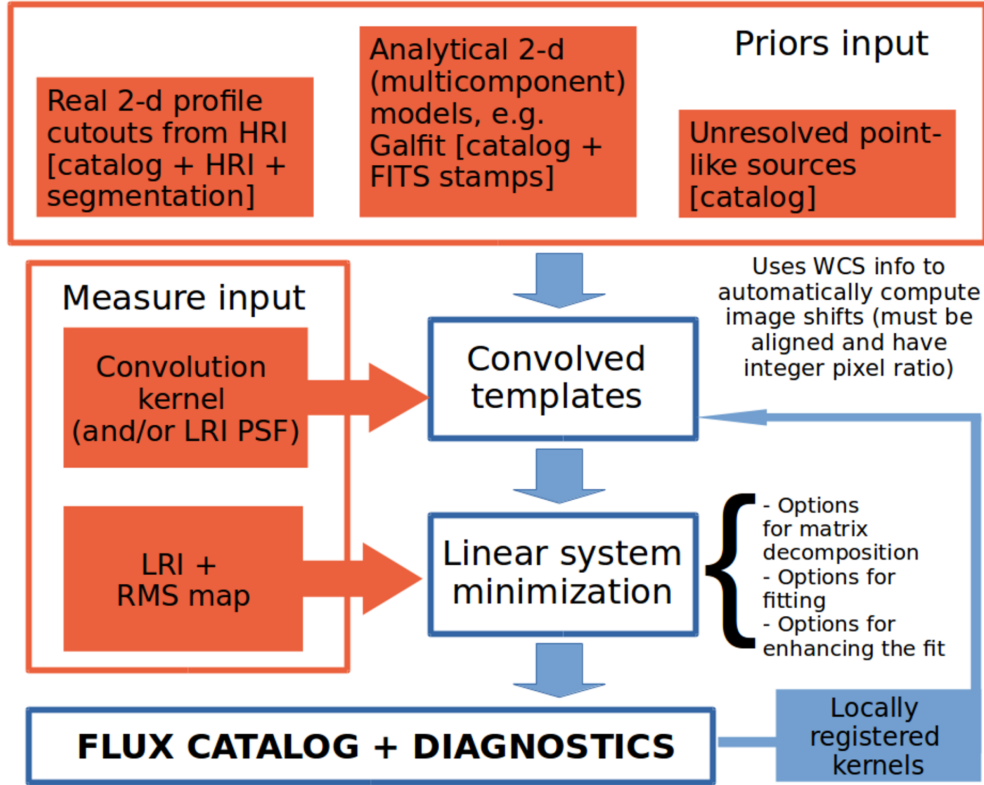 Priors input
Real 2-d profile
cutouts from HRI
[catalog + HRI +
segmentation]
Analytical 2-d
(multicomponent)
models, e.g.
Galfit [catalog +
FITS stamps]
Unresolved point-
like sources
[catalog]
Uses WCS info to
automatically compute
image shifts (must be
aligned and have
integer pixel ratio)
Measure input
Convolution
kernel
(and/or LRI PSF)
Convolved
templates
LRI +
RMS map
Linear system
minimization
{
- Options
for matrix
decomposition
- Options for
fitting
- Options for
enhancing the fit
FLUX CATALOG + DIAGNOSTICS
Locally
registered
kernels